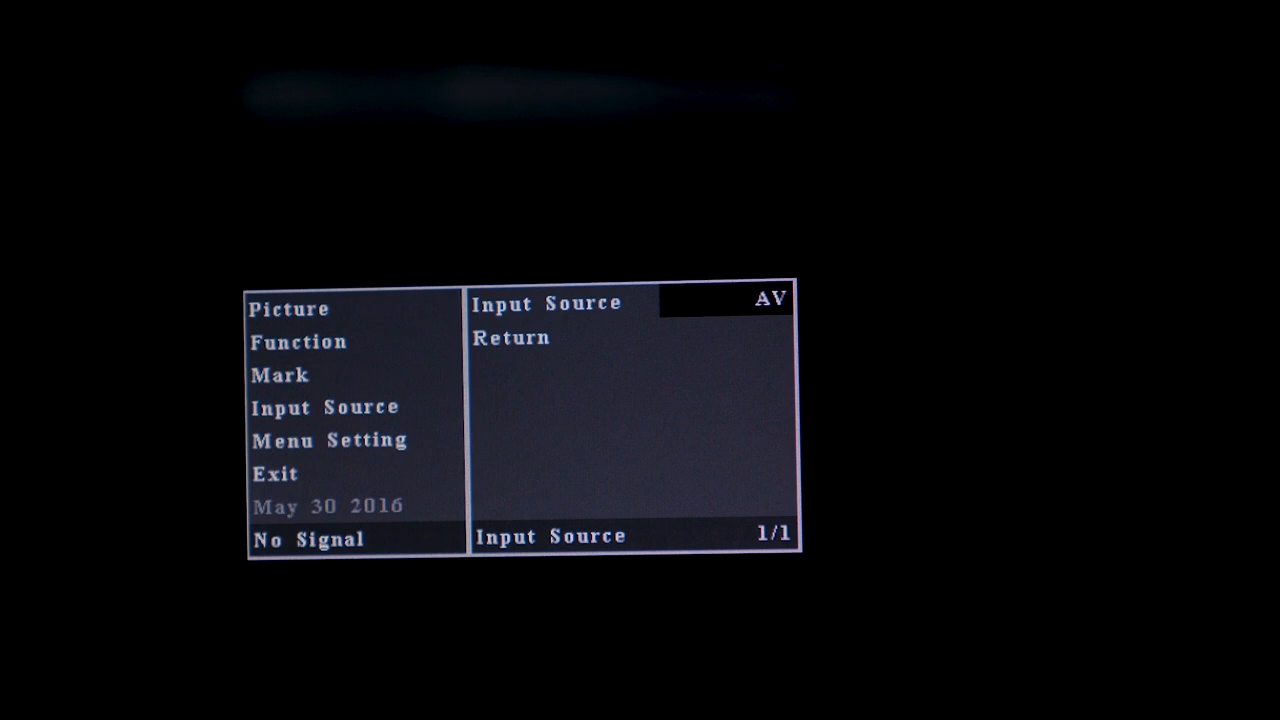 Picture
Function
Mark
Input Source
Menu Setting
Exit
May 30 2016
No Signal
Input Source AV
Return
Input Source 1/1